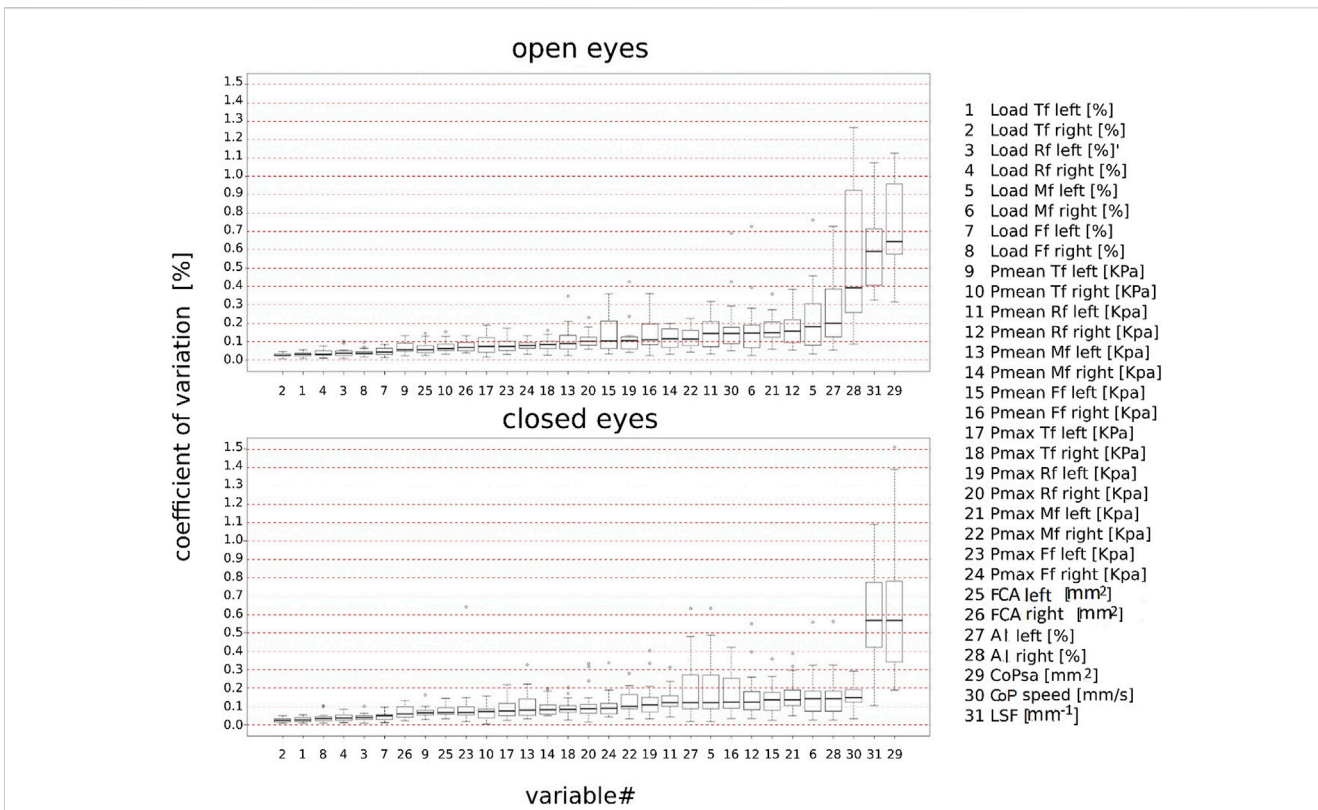 open eyes
coefficient of variation [%]
1.5
1.4
1.3
1.2
1.1
1.0
0.9
0.8
0.7
0.6
0.5
0.4
0.3
0.2
0.1
0.0
2 1 4 3 8 7 9 25 10 26 17 23 24 18 13 20 15 19 16 14 22 11 30 6 21 12 5 27 28 31 29
closed eyes
1.5
1.4
1.3
1.2
1.1
1.0
0.9
0.8
0.7
0.6
0.5
0.4
0.3
0.2
0.1
0.0
2 1 8 4 3 7 26 9 25 23 10 17 13 14 18 20 24 22 19 11 27 5 16 12 15 21 6 28 30 31 29
variable#
1 Load Tf left [%]
2 Load Tf right [%]
3 Load Rf left [%]'
4 Load Rf right [%]
5 Load Mf left [%]
6 Load Mf right [%]
7 Load Ff left [%]
8 Load Ff right [%]
9 Pmean Tf left [KPa]
10 Pmean Tf right [KPa]
11 Pmean Rf left [Kpa]
12 Pmean Rf right [Kpa]
13 Pmean Mf left [Kpa]
14 Pmean Mf right [Kpa]
15 Pmean Ff left [Kpa]
16 Pmean Ff right [Kpa]
17 Pmax Tf left [KPa]
18 Pmax Tf right [KPa]
19 Pmax Rf left [Kpa]
20 Pmax Rf right [Kpa]
21 Pmax Mf left [Kpa]
22 Pmax Mf right [Kpa]
23 Pmax Ff left [Kpa]
24 Pmax Ff right [Kpa]
25 FCA left [mm²]
26 FCA right [mm²]
27 AI left [%]
28 AI right [%]
29 CoPsa [mm²]
30 CoP speed [mm/s]
31 LSF [mm⁻¹]